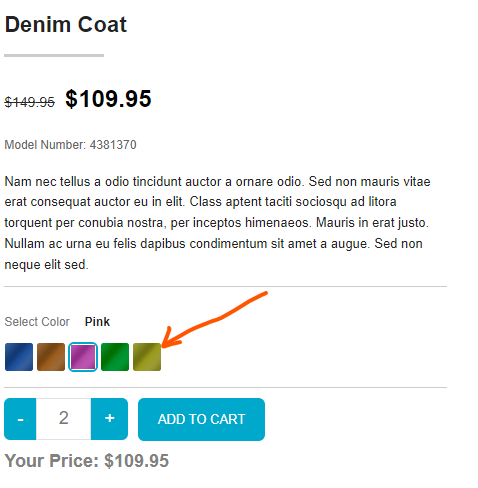 Denim Coat
$149.95 $109.95
Model Number: 4381370
Nam nec tellus a odio tincidunt auctor a ornare odio. Sed non mauris vitae
erat consequat auctor eu in elit. Class aptent taciti sociosqu ad litora
torquent per conubia nostra, per inceptos himenaeos. Mauris in erat justo.
Nullam ac urna eu felis dapibus condimentum sit amet a augue. Sed non
neque elit sed.
Select Color Pink
- 2 + ADD TO CART
Your Price: $109.95